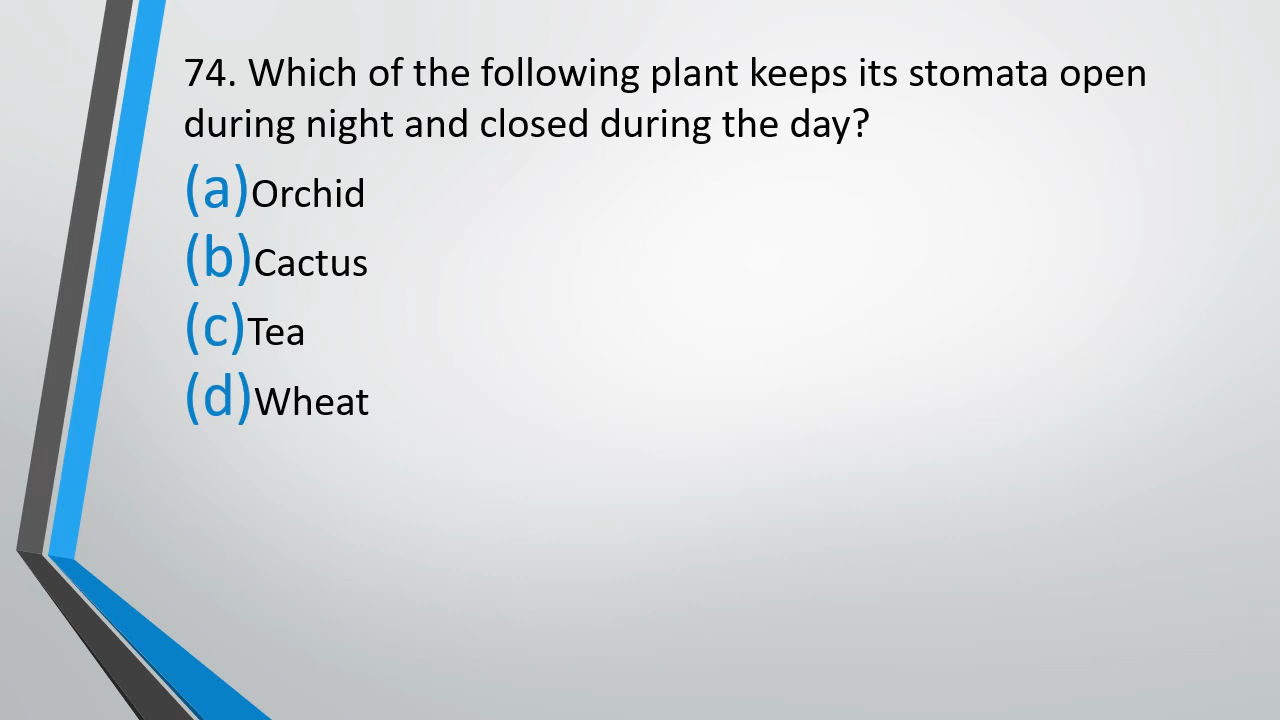 74. Which of the following plant keeps its stomata open
during night and closed during the day?
(a)Orchid
(b)Cactus
(c)Tea
(d)Wheat